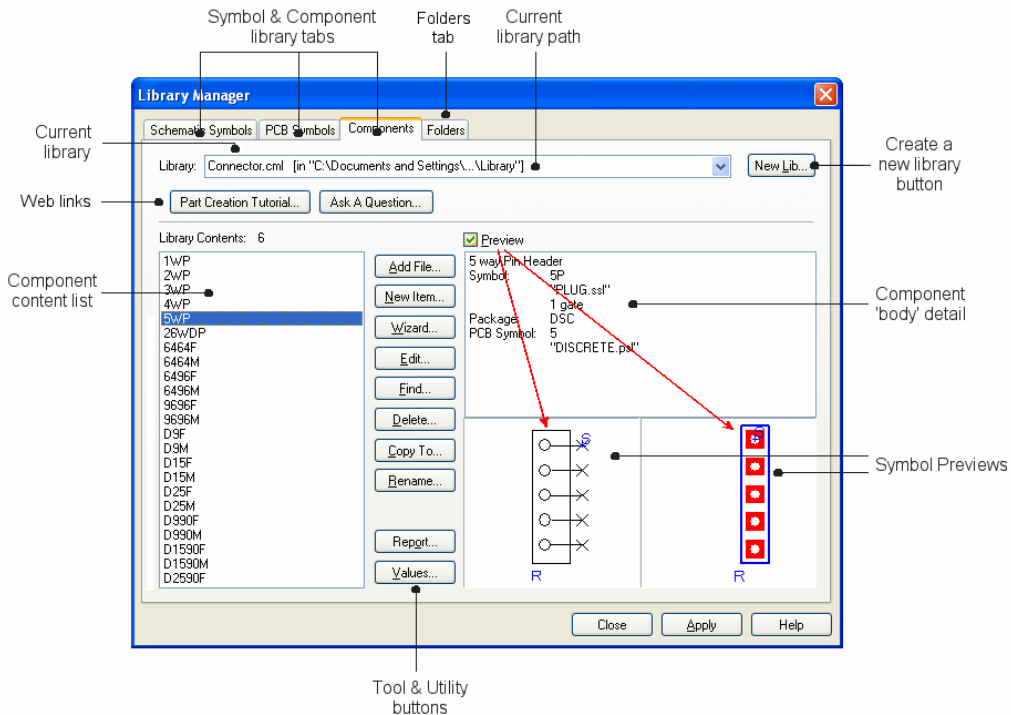 Symbol & Component
library tabs
Folders
tab
Current
library path
Library Manager
Schematic Symbols
PCB Symbols
Components
Folders
Current
library
Library:
Connector.cml [in "C:\Documents and Settings\...\Library"]
New Lib...
Create a
new library
button
Web links
Part Creation Tutorial...
Ask A Question...
Library Contents: 6
Preview
Component
content list
1WP
2WP
3WP
4WP
5WP
26WDP
6464F
6464M
6496F
6496M
9696F
9696M
D9F
D9M
D15F
D15M
D25F
D25M
D990F
D990M
D1590F
D1590M
D2590F
Add File...
New Item...
Wizard...
Edit...
Find...
Delete...
Copy To...
Rename...
Report...
Values...
5 way Pin Header
Symbol: 5P
"PLUG.ssl"
1 gate
Package: DSC
PCB Symbol: 5
"DISCRETE.psl"
Component
'body' detail
S
R
R
Symbol Previews
Close
Apply
Help
Tool & Utility
buttons